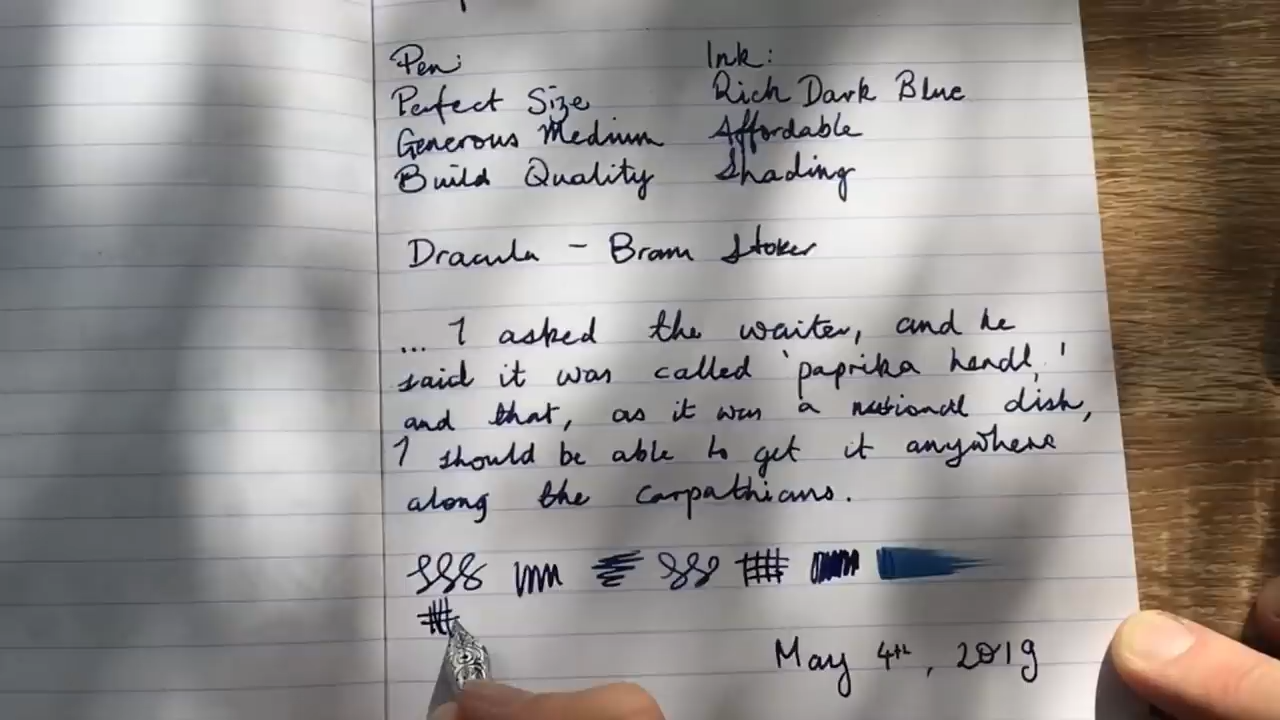 Pen: Ink:
Perfect Size Rich Dark Blue
Generous Medium Affordable
Build Quality Shading
Dracula - Bram Stoker
... I asked the waiter, and he
said it was called 'paprika hendl,'
and that, as it was a national dish,
I should be able to get it anywhere
along the Carpathians.
May 4th, 2019